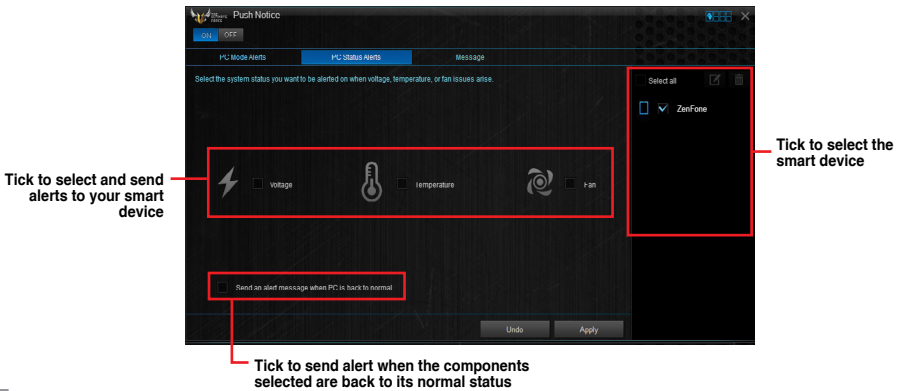 THE ULTIMATE FORCE Push Notice
ON OFF
PC Mode Alerts PC Status Alerts Message
Select the system status you want to be alerted on when voltage, temperature, or fan issues arise.
Select all
ZenFone
Tick to select the
smart device
Tick to select and send
alerts to your smart
device
Voltage Temperature Fan
Send an alert message when PC is back to normal
Undo Apply
Tick to send alert when the components
selected are back to its normal status